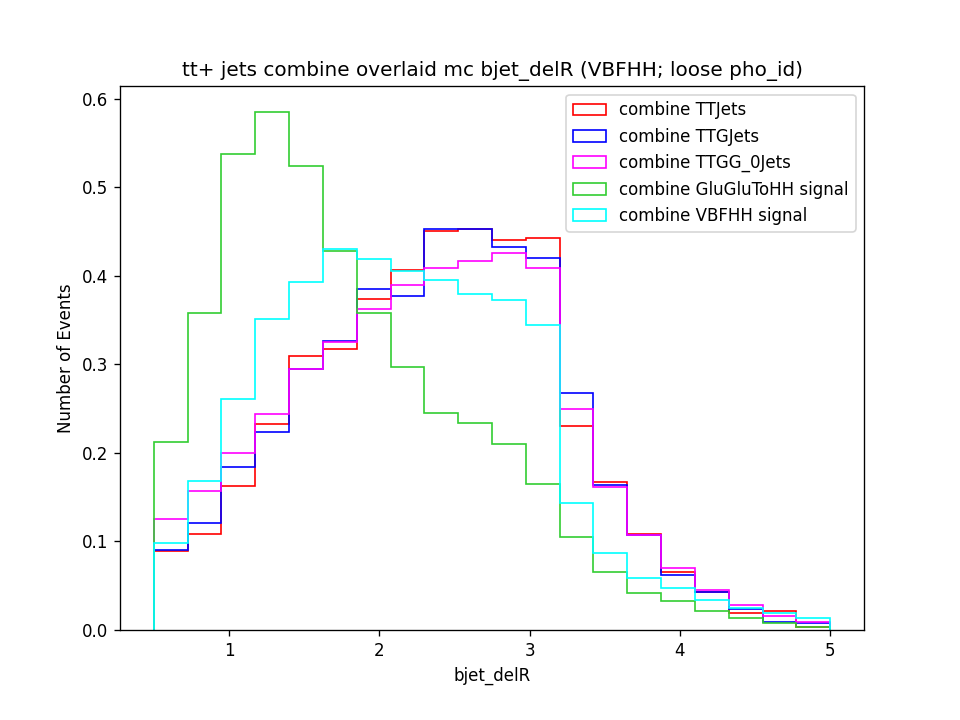 tt+ jets combine overlaid mc bjet_delR (VBFHH; loose pho_id)
combine TTJets
combine TTGJets
combine TTGG_0Jets
combine GluGluToHH signal
combine VBFHH signal
Number of Events
0.6
0.5
0.4
0.3
0.2
0.1
0.0
1 2 3 4 5
bjet_delR